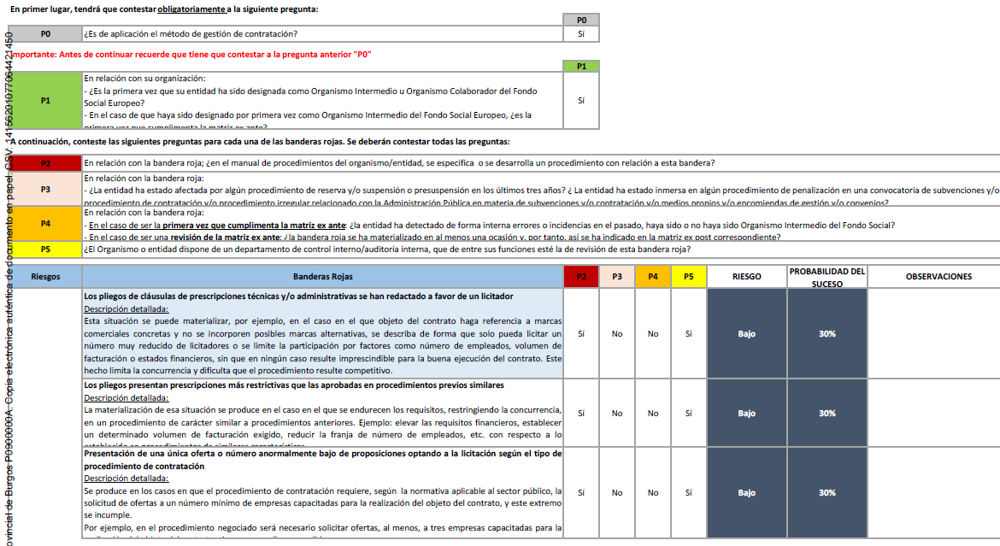 En primer lugar, tendrá que contestar obligatoriamente a la siguiente pregunta:
P0
P0 ¿Es de aplicación el método de gestión de contratación? Sí
Importante: Antes de continuar recuerde que tiene que contestar a la pregunta anterior "P0"
P1
En relación con su organización:
- ¿Es la primera vez que su entidad ha sido designada como Organismo Intermedio u Organismo Colaborador del Fondo
P1 Sí
Social Europeo?
- En el caso de que haya sido designado por primera vez como Organismo Intermedio del Fondo Social Europeo, ¿es la
primera vez que cumplimenta la matriz ex ante?
A continuación, conteste las siguientes preguntas para cada una de las banderas rojas. Se deberán contestar todas las preguntas:
P2 En relación con la bandera roja; ¿en el manual de procedimientos del organismo/entidad, se especifica o se desarrolla un procedimiento con relación a esta bandera?
En relación con la bandera roja:
P3 - ¿La entidad ha estado afectada por algún procedimiento de reserva y/o suspensión o presuspensión en los últimos tres años? ¿ La entidad ha estado inmersa en algún procedimiento de penalización en una convocatoria de subvenciones y/o
procedimiento de contratación y/o procedimiento irregular relacionado con la Administración Pública en materia de subvenciones y/o contratación y/o medios propios y/o encomiendas de gestión y/o convenios?
En relación con la bandera roja:
P4 - En el caso de ser la primera vez que cumplimenta la matriz ex ante: ¿la entidad ha detectado de forma interna errores o incidencias en el pasado, haya sido o no haya sido Organismo Intermedio del Fondo Social?
- En el caso de ser una revisión de la matriz ex ante: ¿la bandera roja se ha materializado en al menos una ocasión y, por tanto, así se ha indicado en la matriz ex post correspondiente?
P5 ¿El Organismo o entidad dispone de un departamento de control interno/auditoría interna, que de entre sus funciones esté la de revisión de esta bandera roja?
Riesgos Banderas Rojas P2 P3 P4 P5 RIESGO PROBABILIDAD DEL SUCESO OBSERVACIONES
Los pliegos de cláusulas de prescripciones técnicas y/o administrativas se han redactado a favor de un licitador
Descripción detallada:
Esta situación se puede materializar, por ejemplo, en el caso en el que objeto del contrato haga referencia a marcas
comerciales concretas y no se incorporen posibles marcas alternativas, se describa de forma que solo pueda licitar un
número muy reducido de licitadores o se limite la participación por factores como número de empleados, volumen de
facturación o estados financieros, sin que en ningún caso resulte imprescindible para la buena ejecución del contrato. Este
hecho limita la concurrencia y dificulta que el procedimiento resulte competitivo.
Sí No No Sí Bajo 30%
Los pliegos presentan prescripciones más restrictivas que las aprobadas en procedimientos previos similares
Descripción detallada:
La materialización de esa situación se produce en el caso en el que se endurecen los requisitos, restringiendo la concurrencia,
en un procedimiento de carácter similar a procedimientos anteriores. Ejemplo: elevar los requisitos financieros, establecer
un determinado volumen de facturación exigido, reducir la franja de número de empleados, etc. con respecto a lo
Sí No No Sí Bajo 30%
Presentación de una única oferta o número anormalmente bajo de proposiciones optando a la licitación según el tipo de
procedimiento de contratación
Descripción detallada:
Se produce en los casos en que el procedimiento de contratación requiere, según la normativa aplicable al sector público, la
solicitud de ofertas a un número mínimo de empresas capacitadas para la realización del objeto del contrato, y este extremo
se incumple.
Por ejemplo, en el procedimiento negociado será necesario solicitar ofertas, al menos, a tres empresas capacitadas para la
Sí No No Sí Bajo 30%
ovincial de Burgos P0900000A. Copia electrónica auténtica de documento en papel. CSV: 14156201077064421450